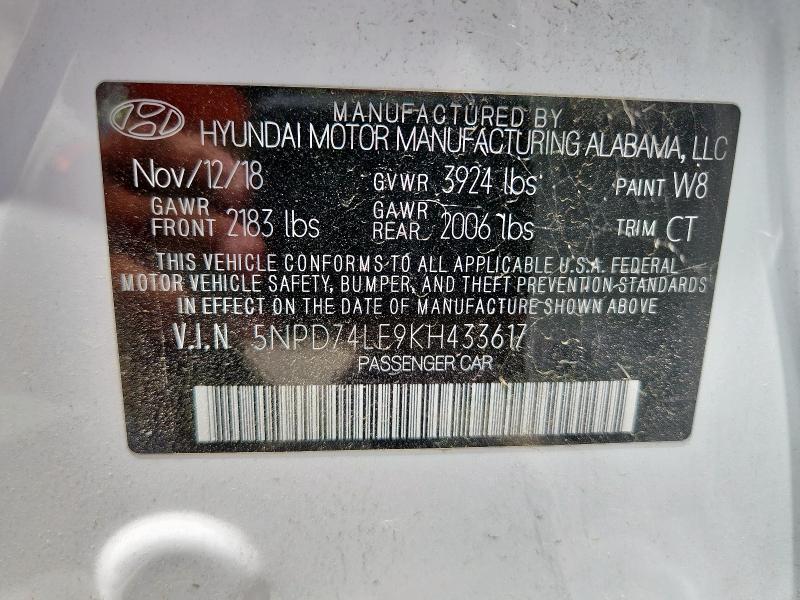 MANUFACTURED BY
HYUNDAI MOTOR MANUFACTURING ALABAMA, LLC
Nov/12/18 GVWR 3924 lbs PAINT W8
GAWR FRONT 2183 lbs GAWR REAR 2006 lbs TRIM CT
THIS VEHICLE CONFORMS TO ALL APPLICABLE U.S.A. FEDERAL
MOTOR VEHICLE SAFETY, BUMPER, AND THEFT PREVENTION STANDARDS
IN EFFECT ON THE DATE OF MANUFACTURE SHOWN ABOVE
V.I.N 5NPD74LE9KH433617
PASSENGER CAR